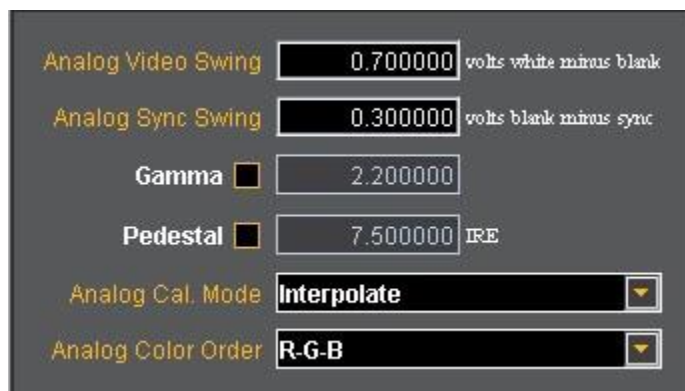 Analog Video Swing 0.700000 volts white minus blank
Analog Sync Swing 0.300000 volts blank minus sync
Gamma 2.200000
Pedestal 7.500000 IRE
Analog Cal. Mode Interpolate
Analog Color Order R-G-B